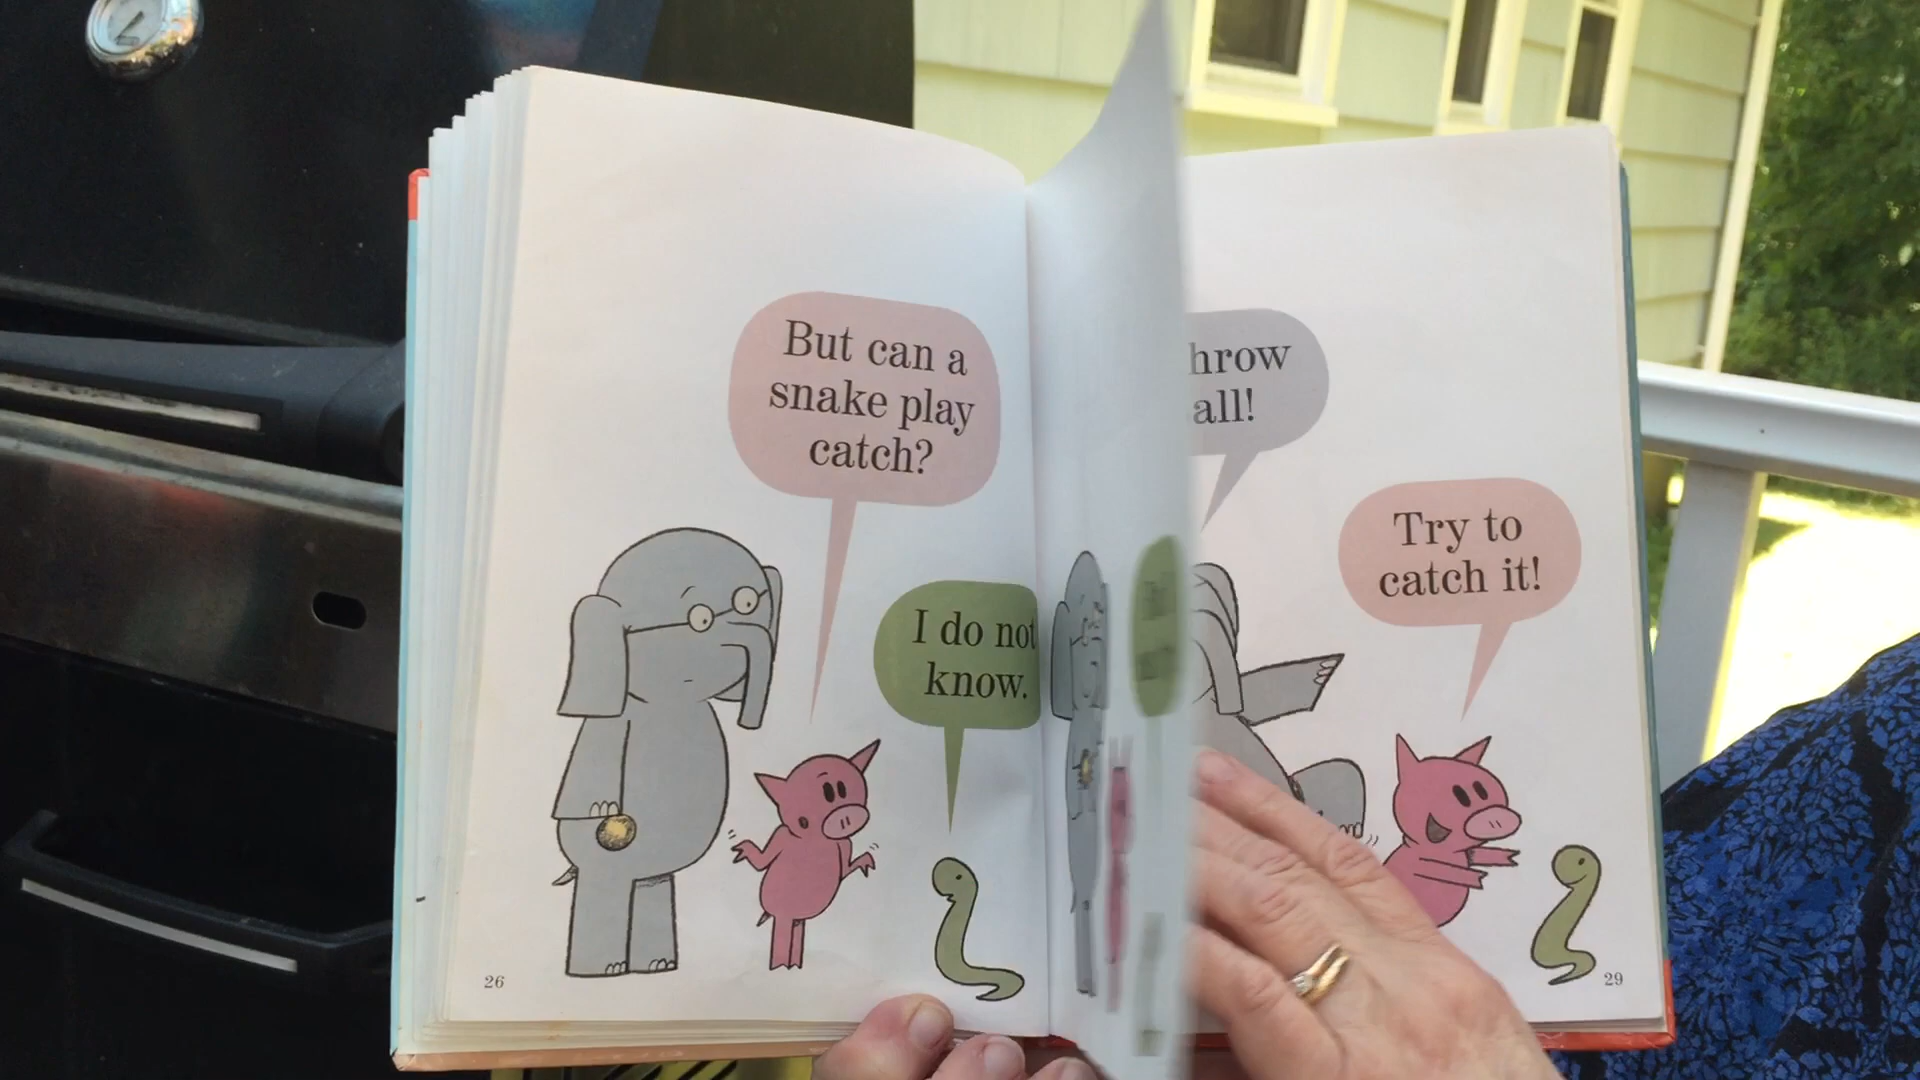 But can a
snake play
catch?
I do not
know.
26
hrow
all!
Try to
catch it!
29